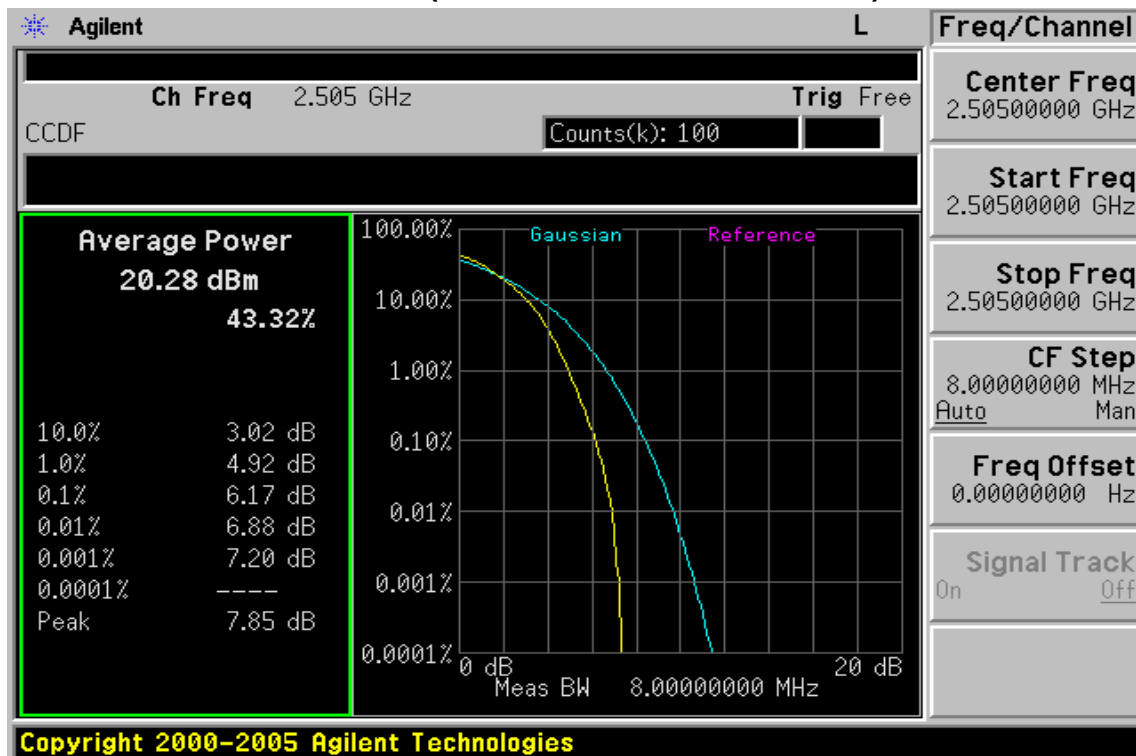 Agilent L Freq/Channel
Ch Freq 2.505 GHz Trig Free
CCDF Counts(k): 100
Center Freq
2.50500000 GHz
Start Freq
2.50500000 GHz
Stop Freq
2.50500000 GHz
CF Step
8.00000000 MHz
Auto Man
Freq Offset
0.00000000 Hz
Signal Track
On Off
Average Power
20.28 dBm
43.32%
10.0% 3.02 dB
1.0% 4.92 dB
0.1% 6.17 dB
0.01% 6.88 dB
0.001% 7.20 dB
0.0001% ----
Peak 7.85 dB
Gaussian Reference
100.00%
10.00%
1.00%
0.10%
0.01%
0.001%
0.0001%
0 dB 20 dB
Meas BW 8.00000000 MHz
Copyright 2000-2005 Agilent Technologies